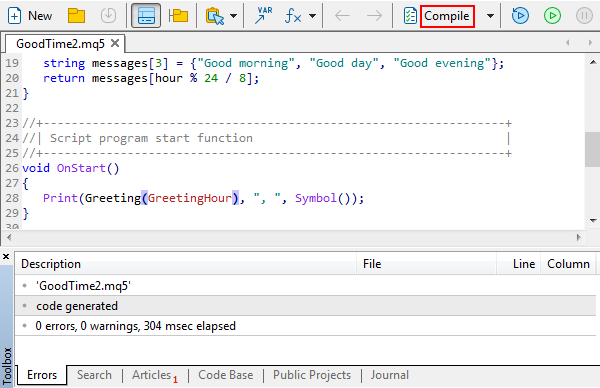 New VAR fx Compile
GoodTime2.mq5
19 string messages[3] = {"Good morning", "Good day", "Good evening"};
20 return messages[hour % 24 / 8];
21 }
22
23 //+------------------------------------------------------------------+
24 //| Script program start function |
25 //+------------------------------------------------------------------+
26 void OnStart()
27 {
28 Print(Greeting(GreetingHour), ", ", Symbol());
29 }
30
Description File Line Column
'GoodTime2.mq5'
code generated
0 errors, 0 warnings, 304 msec elapsed
Toolbox
Errors Search Articles 1 Code Base Public Projects Journal